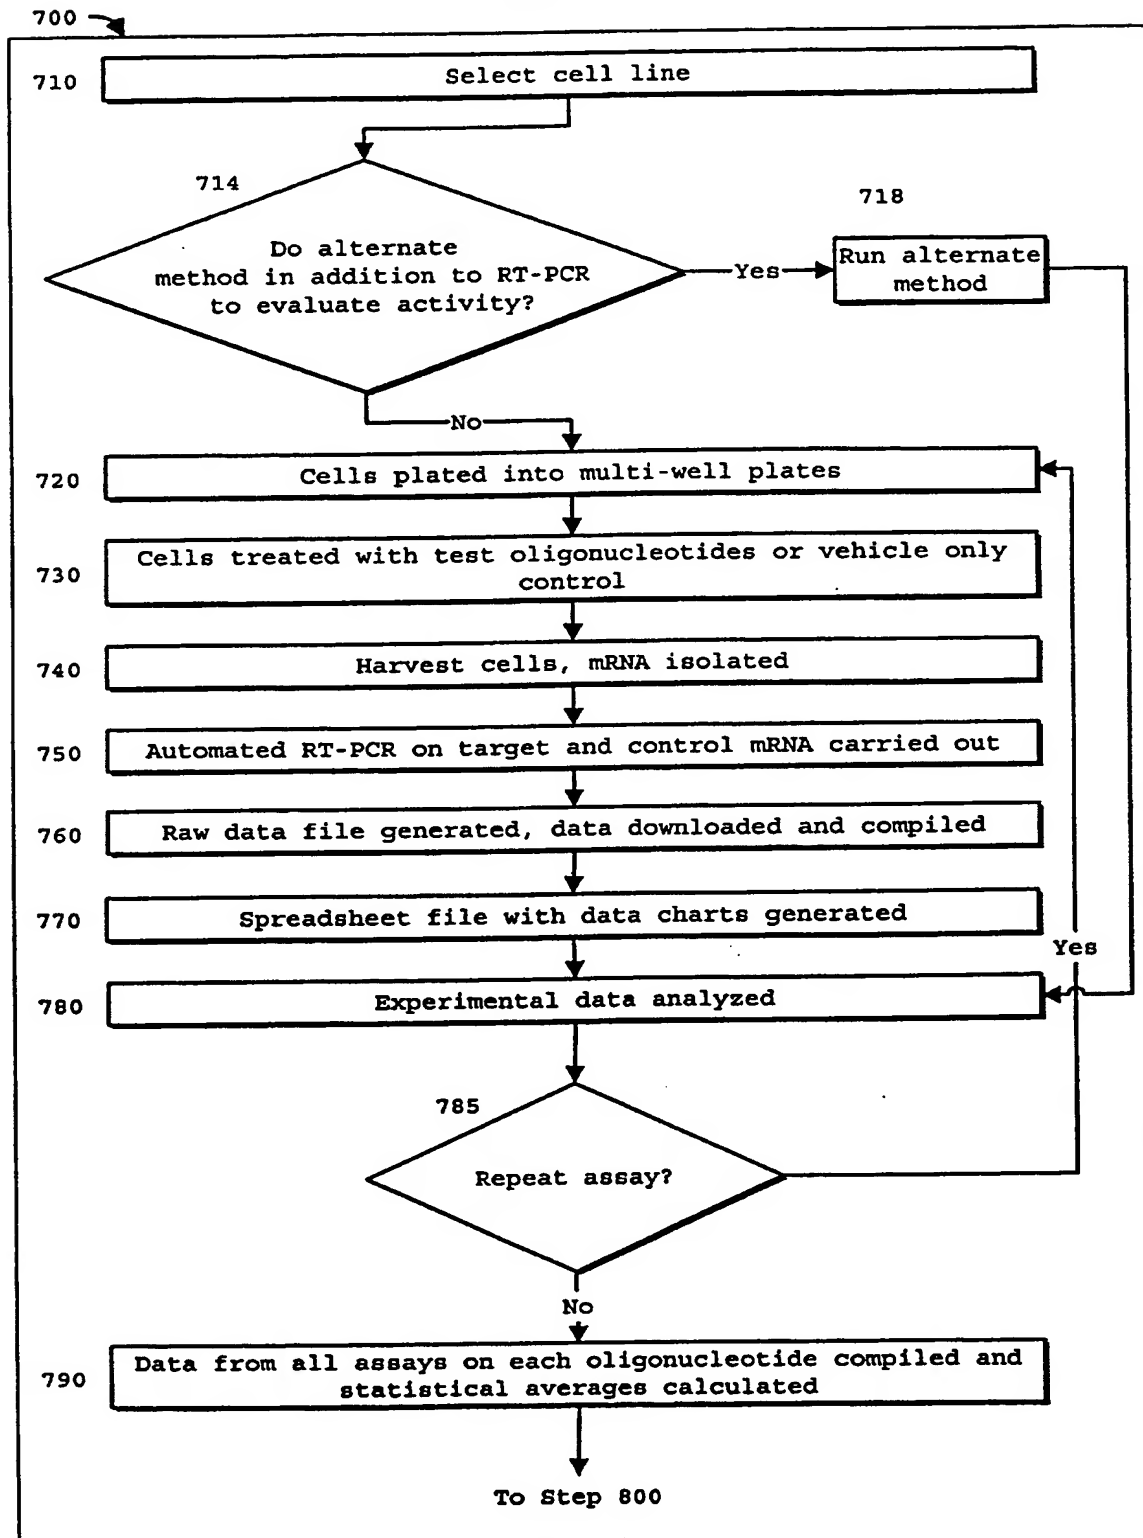 700
710
Select cell line
714
718
Do alternate
method in addition to RT-PCR
to evaluate activity?
Yes
Run alternate
method
No
720
Cells plated into multi-well plates
730
Cells treated with test oligonucleotides or vehicle only
control
740
Harvest cells, mRNA isolated
750
Automated RT-PCR on target and control mRNA carried out
760
Raw data file generated, data downloaded and compiled
770
Spreadsheet file with data charts generated
Yes
780
Experimental data analyzed
785
Repeat assay?
No
790
Data from all assays on each oligonucleotide compiled and
statistical averages calculated
To Step 800